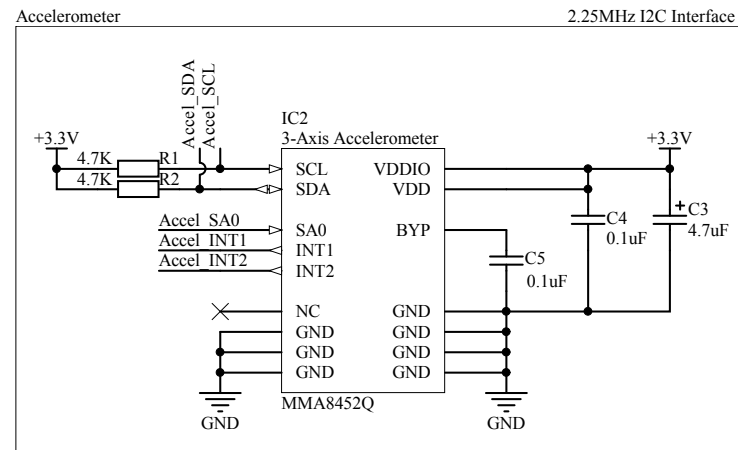 Accelerometer
2.25MHz I2C Interface
Accel_SDA
Accel_SCL
IC2
3-Axis Accelerometer
+3.3V
+3.3V
4.7K R1
4.7K R2
SCL VDDIO
SDA VDD
C4
0.1uF
+ C3
4.7uF
Accel_SA0 SA0 BYP
Accel_INT1 INT1
Accel_INT2 INT2
C5
0.1uF
NC GND
GND GND
GND GND
GND GND
MMA8452Q
GND
GND